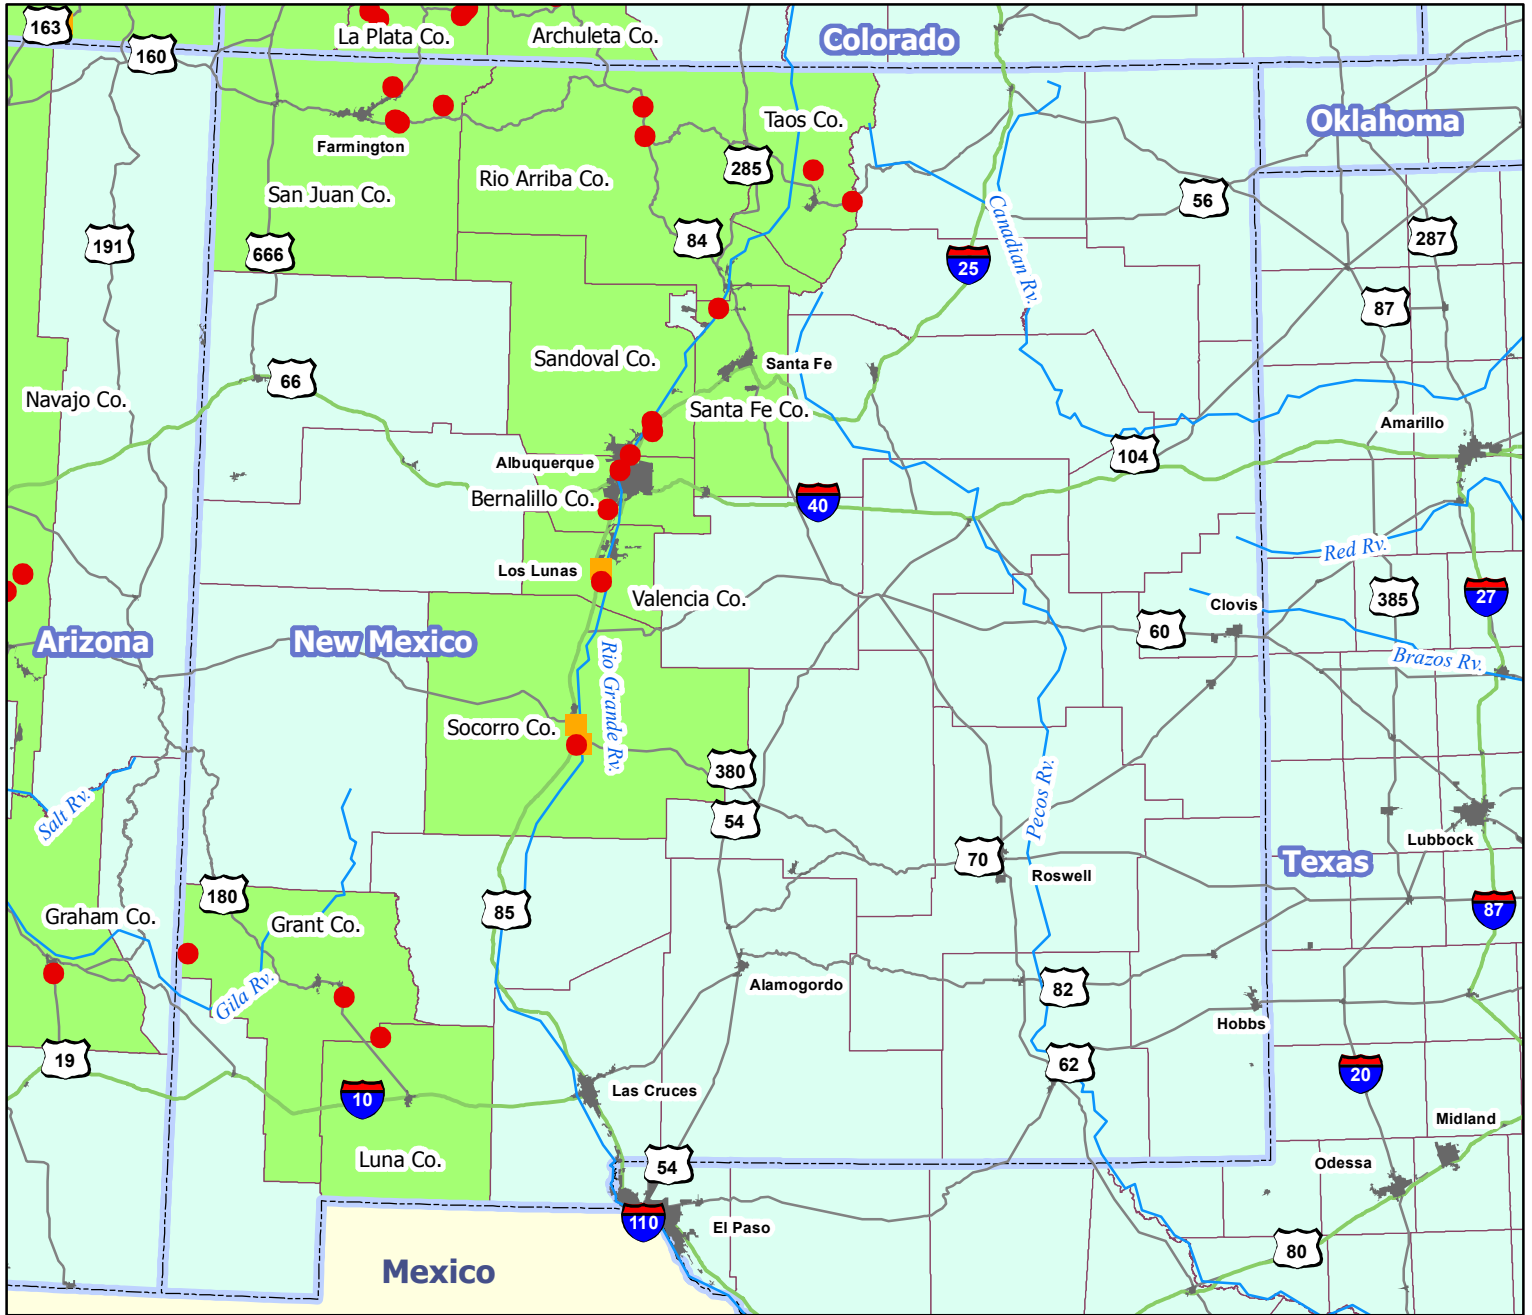 163
160
La Plata Co.
Archuleta Co.
Colorado
Oklahoma
Farmington
Taos Co.
San Juan Co.
Rio Arriba Co.
285
56
191
666
84
25
Canadian Rv.
287
87
Sandoval Co.
Santa Fe
66
Navajo Co.
Santa Fe Co.
Amarillo
Albuquerque
104
Bernalillo Co.
40
Red Rv.
Los Lunas
Valencia Co.
385
27
Clovis
60
Arizona
New Mexico
Rio Grande Rv.
Brazos Rv.
Socorro Co.
380
54
Salt Rv.
Pecos Rv.
Lubbock
70
Roswell
Texas
180
85
87
Graham Co.
Grant Co.
Gila Rv.
Alamogordo
82
Hobbs
19
62
20
10
Las Cruces
Midland
Luna Co.
54
Odessa
110
El Paso
80
Mexico